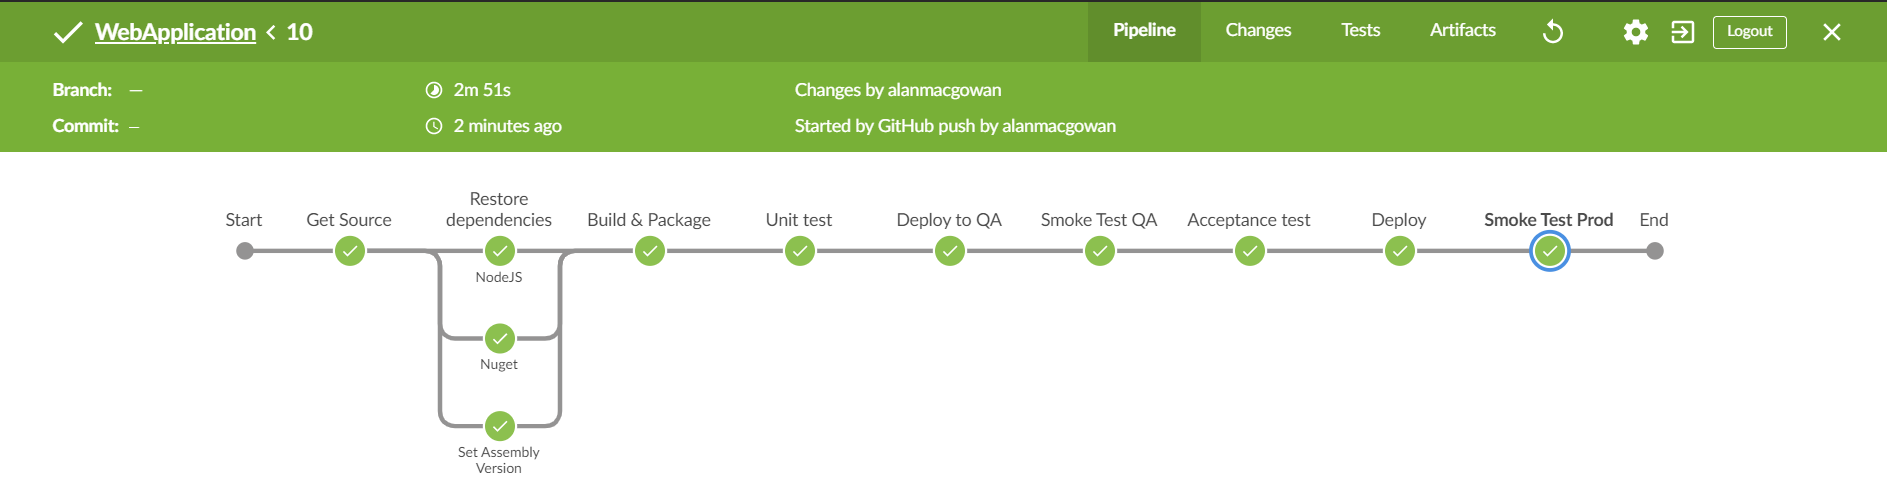 WebApplication < 10
Pipeline
Changes
Tests
Artifacts
Logout
Branch: —
2m 51s
Changes by alanmacgowan
Commit: —
2 minutes ago
Started by GitHub push by alanmacgowan
Start
Get Source
Restore
dependencies
Build & Package
Unit test
Deploy to QA
Smoke Test QA
Acceptance test
Deploy
Smoke Test Prod
End
NodeJS
Nuget
Set Assembly
Version